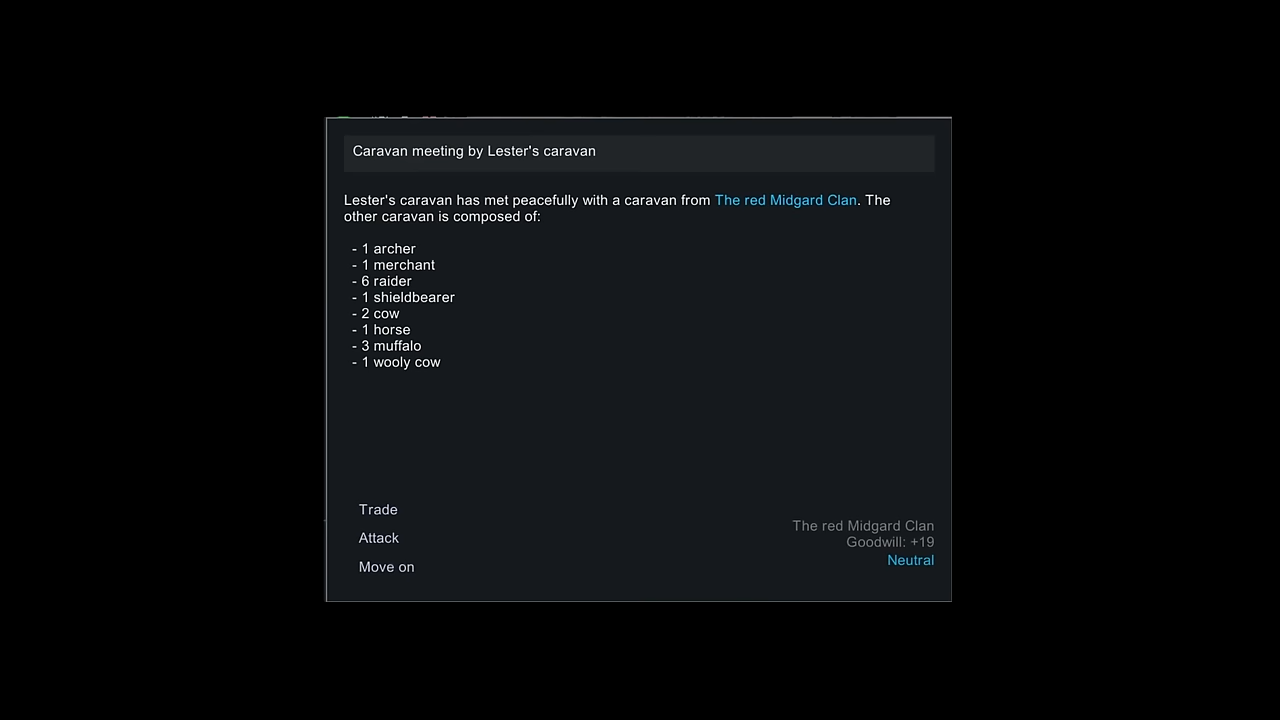 Caravan meeting by Lester's caravan
Lester's caravan has met peacefully with a caravan from The red Midgard Clan. The
other caravan is composed of:
- 1 archer
- 1 merchant
- 6 raider
- 1 shieldbearer
- 2 cow
- 1 horse
- 3 muffalo
- 1 wooly cow
Trade
Attack
Move on
The red Midgard Clan
Goodwill: +19
Neutral